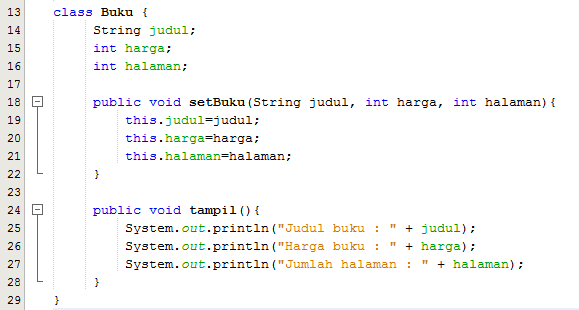 13 class Buku {
14 String judul;
15 int harga;
16 int halaman;
17
18 public void setBuku(String judul, int harga, int halaman){
19 this.judul=judul;
20 this.harga=harga;
21 this.halaman=halaman;
22 }
23
24 public void tampil(){
25 System.out.println("Judul buku : " + judul);
26 System.out.println("Harga buku : " + harga);
27 System.out.println("Jumlah halaman : " + halaman);
28 }
29 }